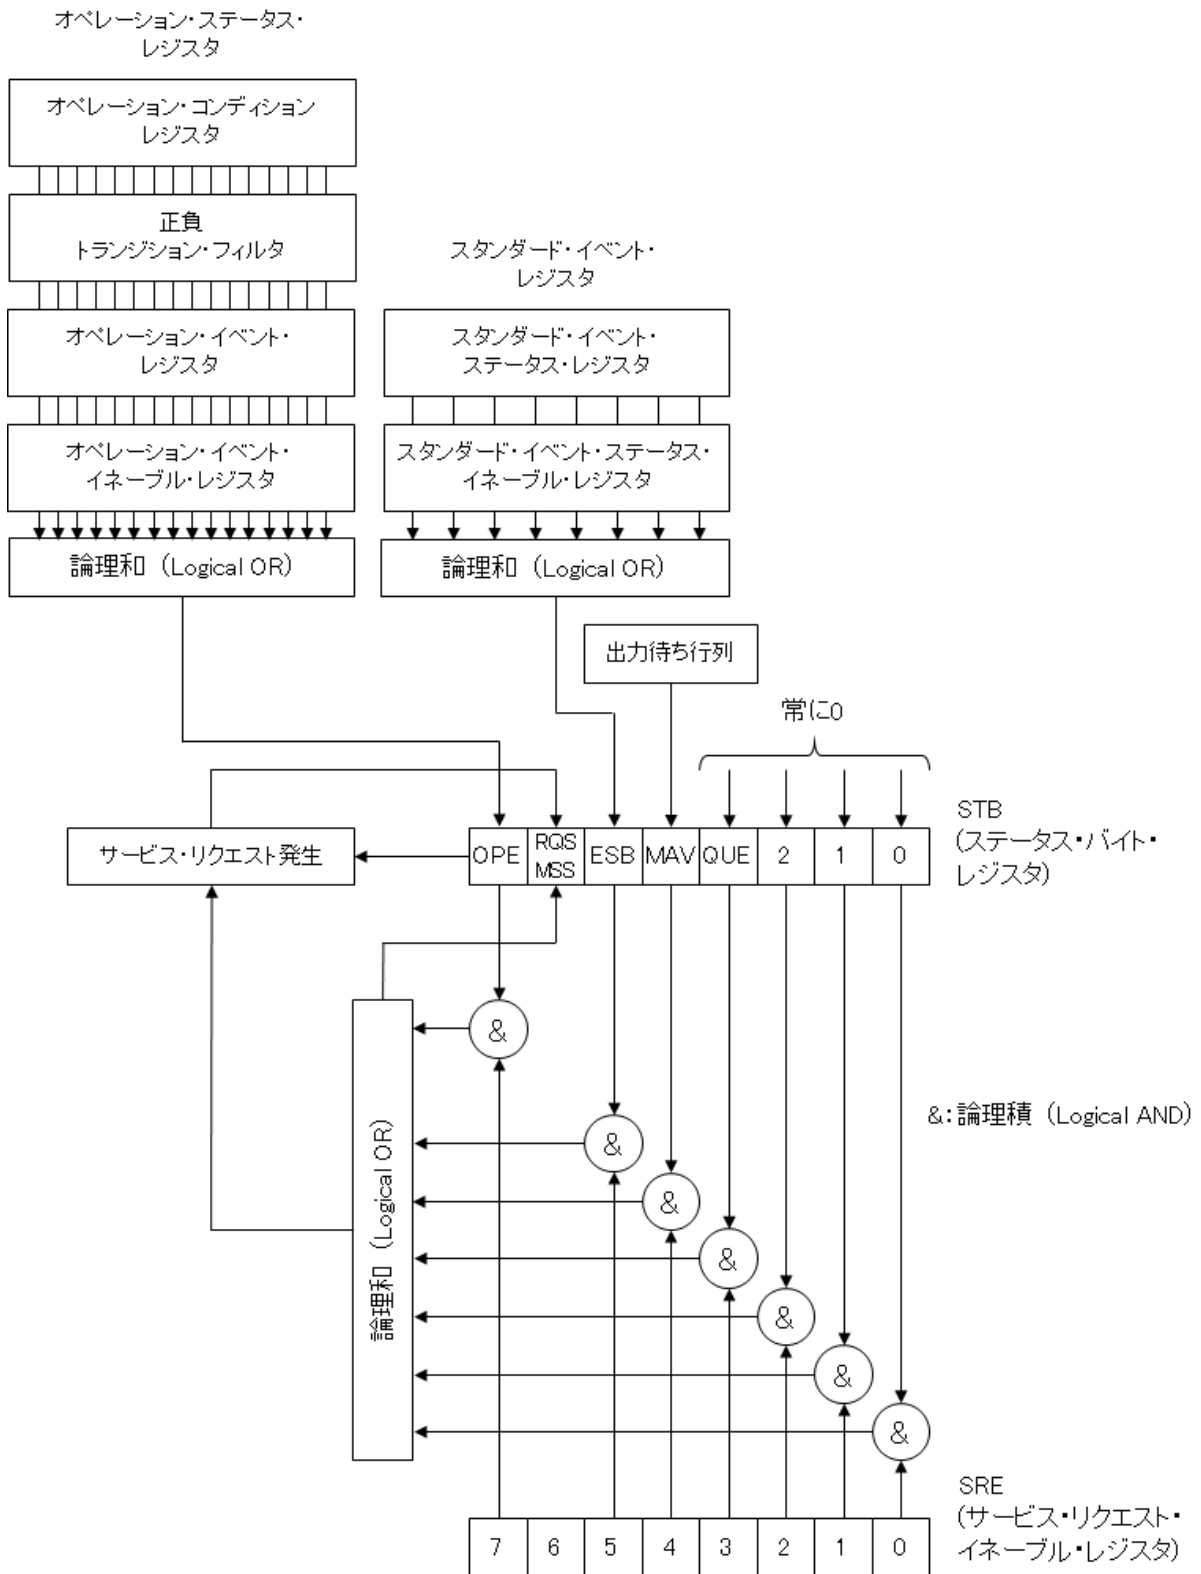 オペレーション・ステータス・
レジスタ
オペレーション・コンディション
レジスタ
正負
トランジション・フィルタ
オペレーション・イベント・
レジスタ
オペレーション・イベント・
イネーブル・レジスタ
論理和 (Logical OR)
スタンダード・イベント・
レジスタ
スタンダード・イベント・
ステータス・レジスタ
スタンダード・イベント・ステータス・
イネーブル・レジスタ
論理和 (Logical OR)
出力待ち行列
常に0
サービス・リクエスト発生
OPE
RQS
MSS
ESB
MAV
QUE
2
1
0
STB
(ステータス・バイト・
レジスタ)
論理和 (Logical OR)
&
&
&
&
&
&
&
&:論理積 (Logical AND)
7
6
5
4
3
2
1
0
SRE
(サービス・リクエスト・
イネーブル・レジスタ)